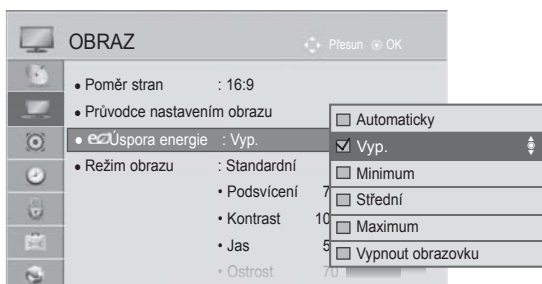 OBRAZ
Přesun OK
• Poměr stran : 16:9
• Průvodce nastavením obrazu
• eco Úspora energie : Vyp.
• Režim obrazu : Standardní
• Podsvícení 7
• Kontrast 10
• Jas 5
• Ostrost 70
Automaticky
Vyp.
Minimum
Střední
Maximum
Vypnout obrazovku